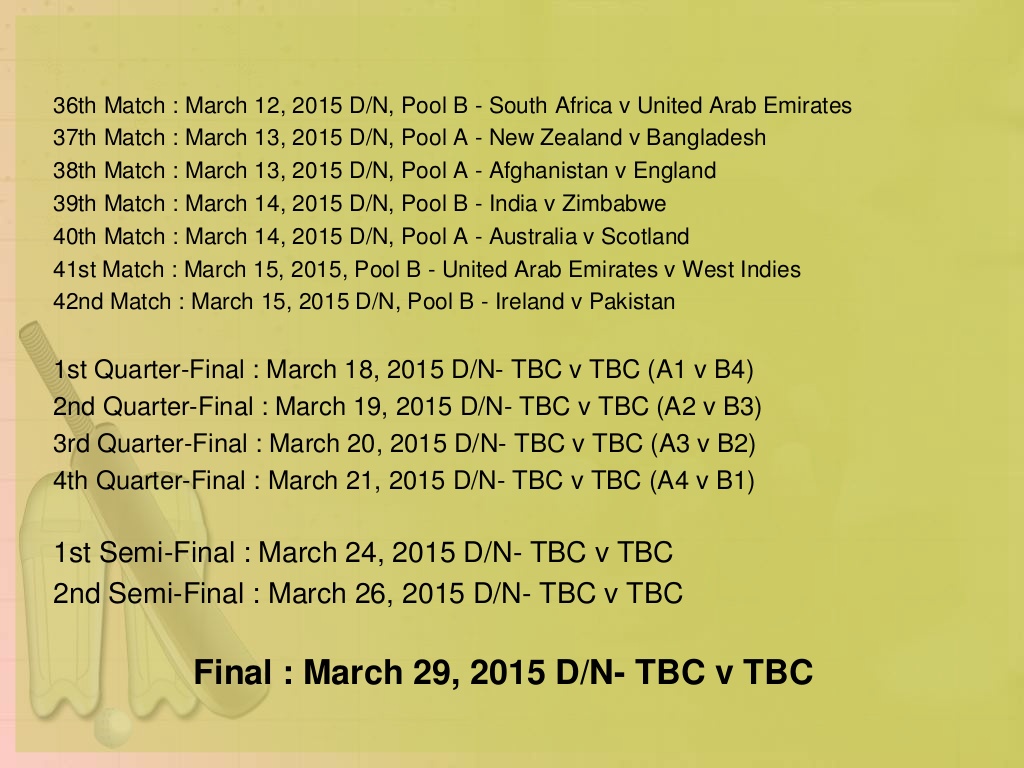 36th Match : March 12, 2015 D/N, Pool B - South Africa v United Arab Emirates
37th Match : March 13, 2015 D/N, Pool A - New Zealand v Bangladesh
38th Match : March 13, 2015 D/N, Pool A - Afghanistan v England
39th Match : March 14, 2015 D/N, Pool B - India v Zimbabwe
40th Match : March 14, 2015 D/N, Pool A - Australia v Scotland
41st Match : March 15, 2015, Pool B - United Arab Emirates v West Indies
42nd Match : March 15, 2015 D/N, Pool B - Ireland v Pakistan
1st Quarter-Final : March 18, 2015 D/N- TBC v TBC (A1 v B4)
2nd Quarter-Final : March 19, 2015 D/N- TBC v TBC (A2 v B3)
3rd Quarter-Final : March 20, 2015 D/N- TBC v TBC (A3 v B2)
4th Quarter-Final : March 21, 2015 D/N- TBC v TBC (A4 v B1)
1st Semi-Final : March 24, 2015 D/N- TBC v TBC
2nd Semi-Final : March 26, 2015 D/N- TBC v TBC
Final : March 29, 2015 D/N- TBC v TBC